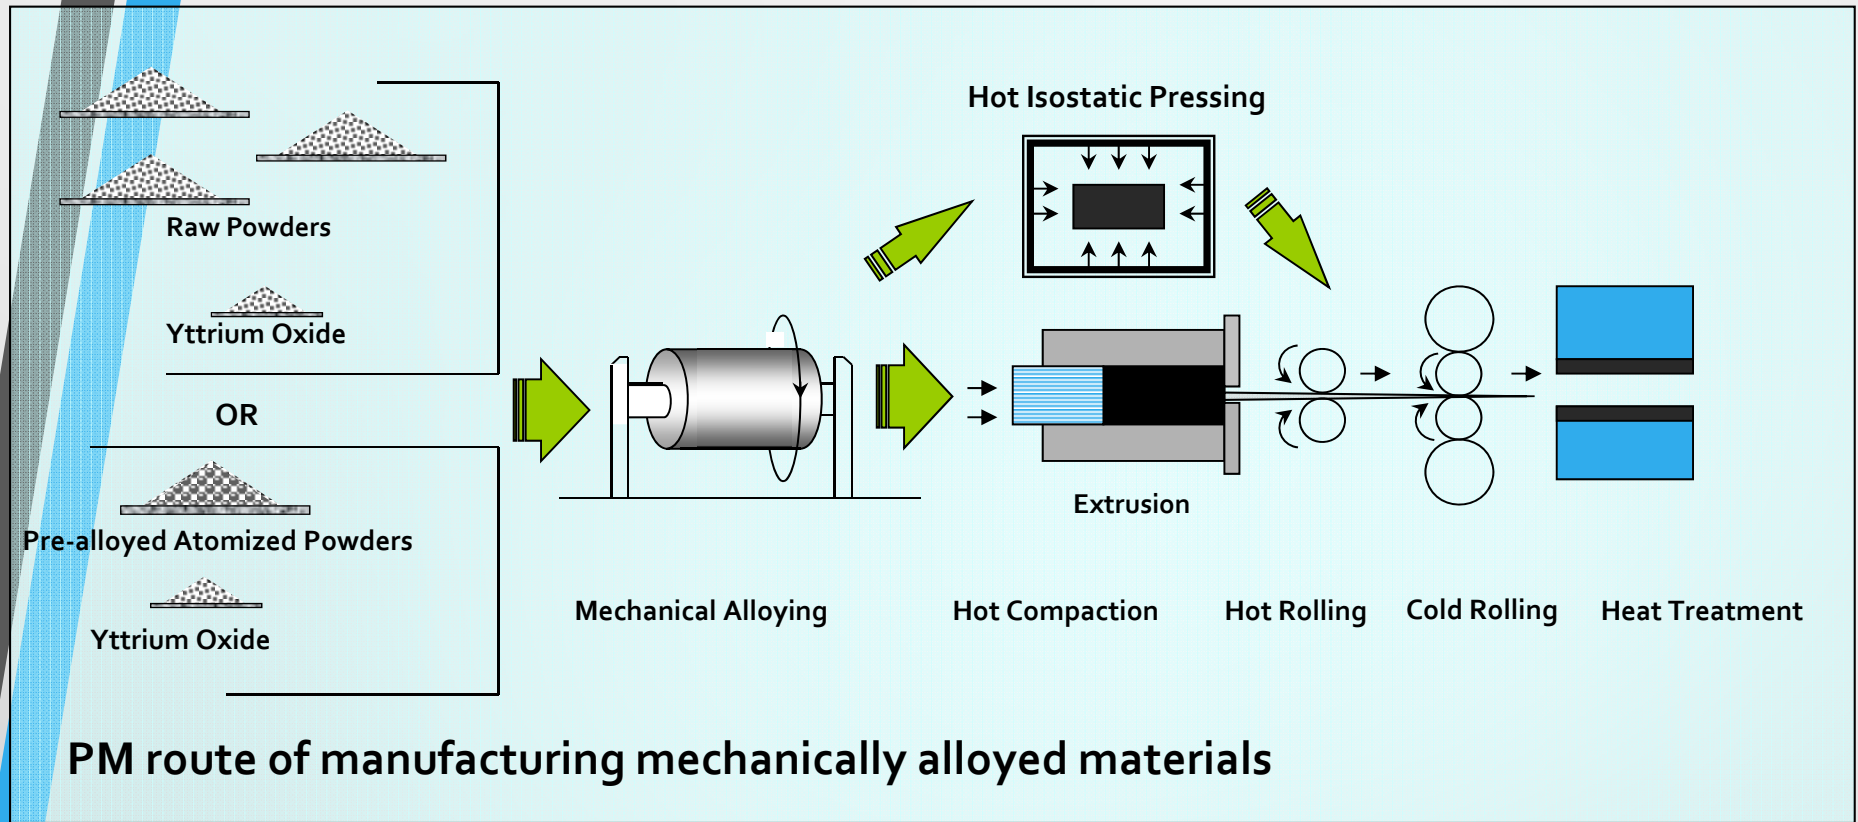 Raw Powders
Yttrium Oxide
OR
Pre-alloyed Atomized Powders
Yttrium Oxide
Mechanical Alloying
Hot Isostatic Pressing
Extrusion
Hot Compaction
Hot Rolling
Cold Rolling
Heat Treatment
PM route of manufacturing mechanically alloyed materials